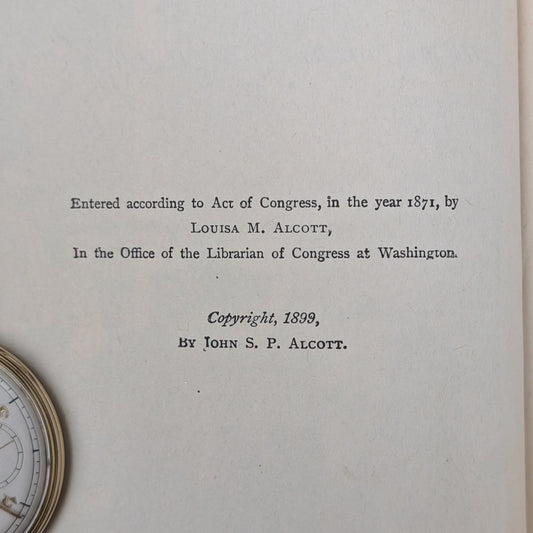 Entered according to Act of Congress, in the year 1871, by
LOUISA M. ALCOTT,
In the Office of the Librarian of Congress at Washington.
Copyright, 1899,
BY JOHN S. P. ALCOTT.